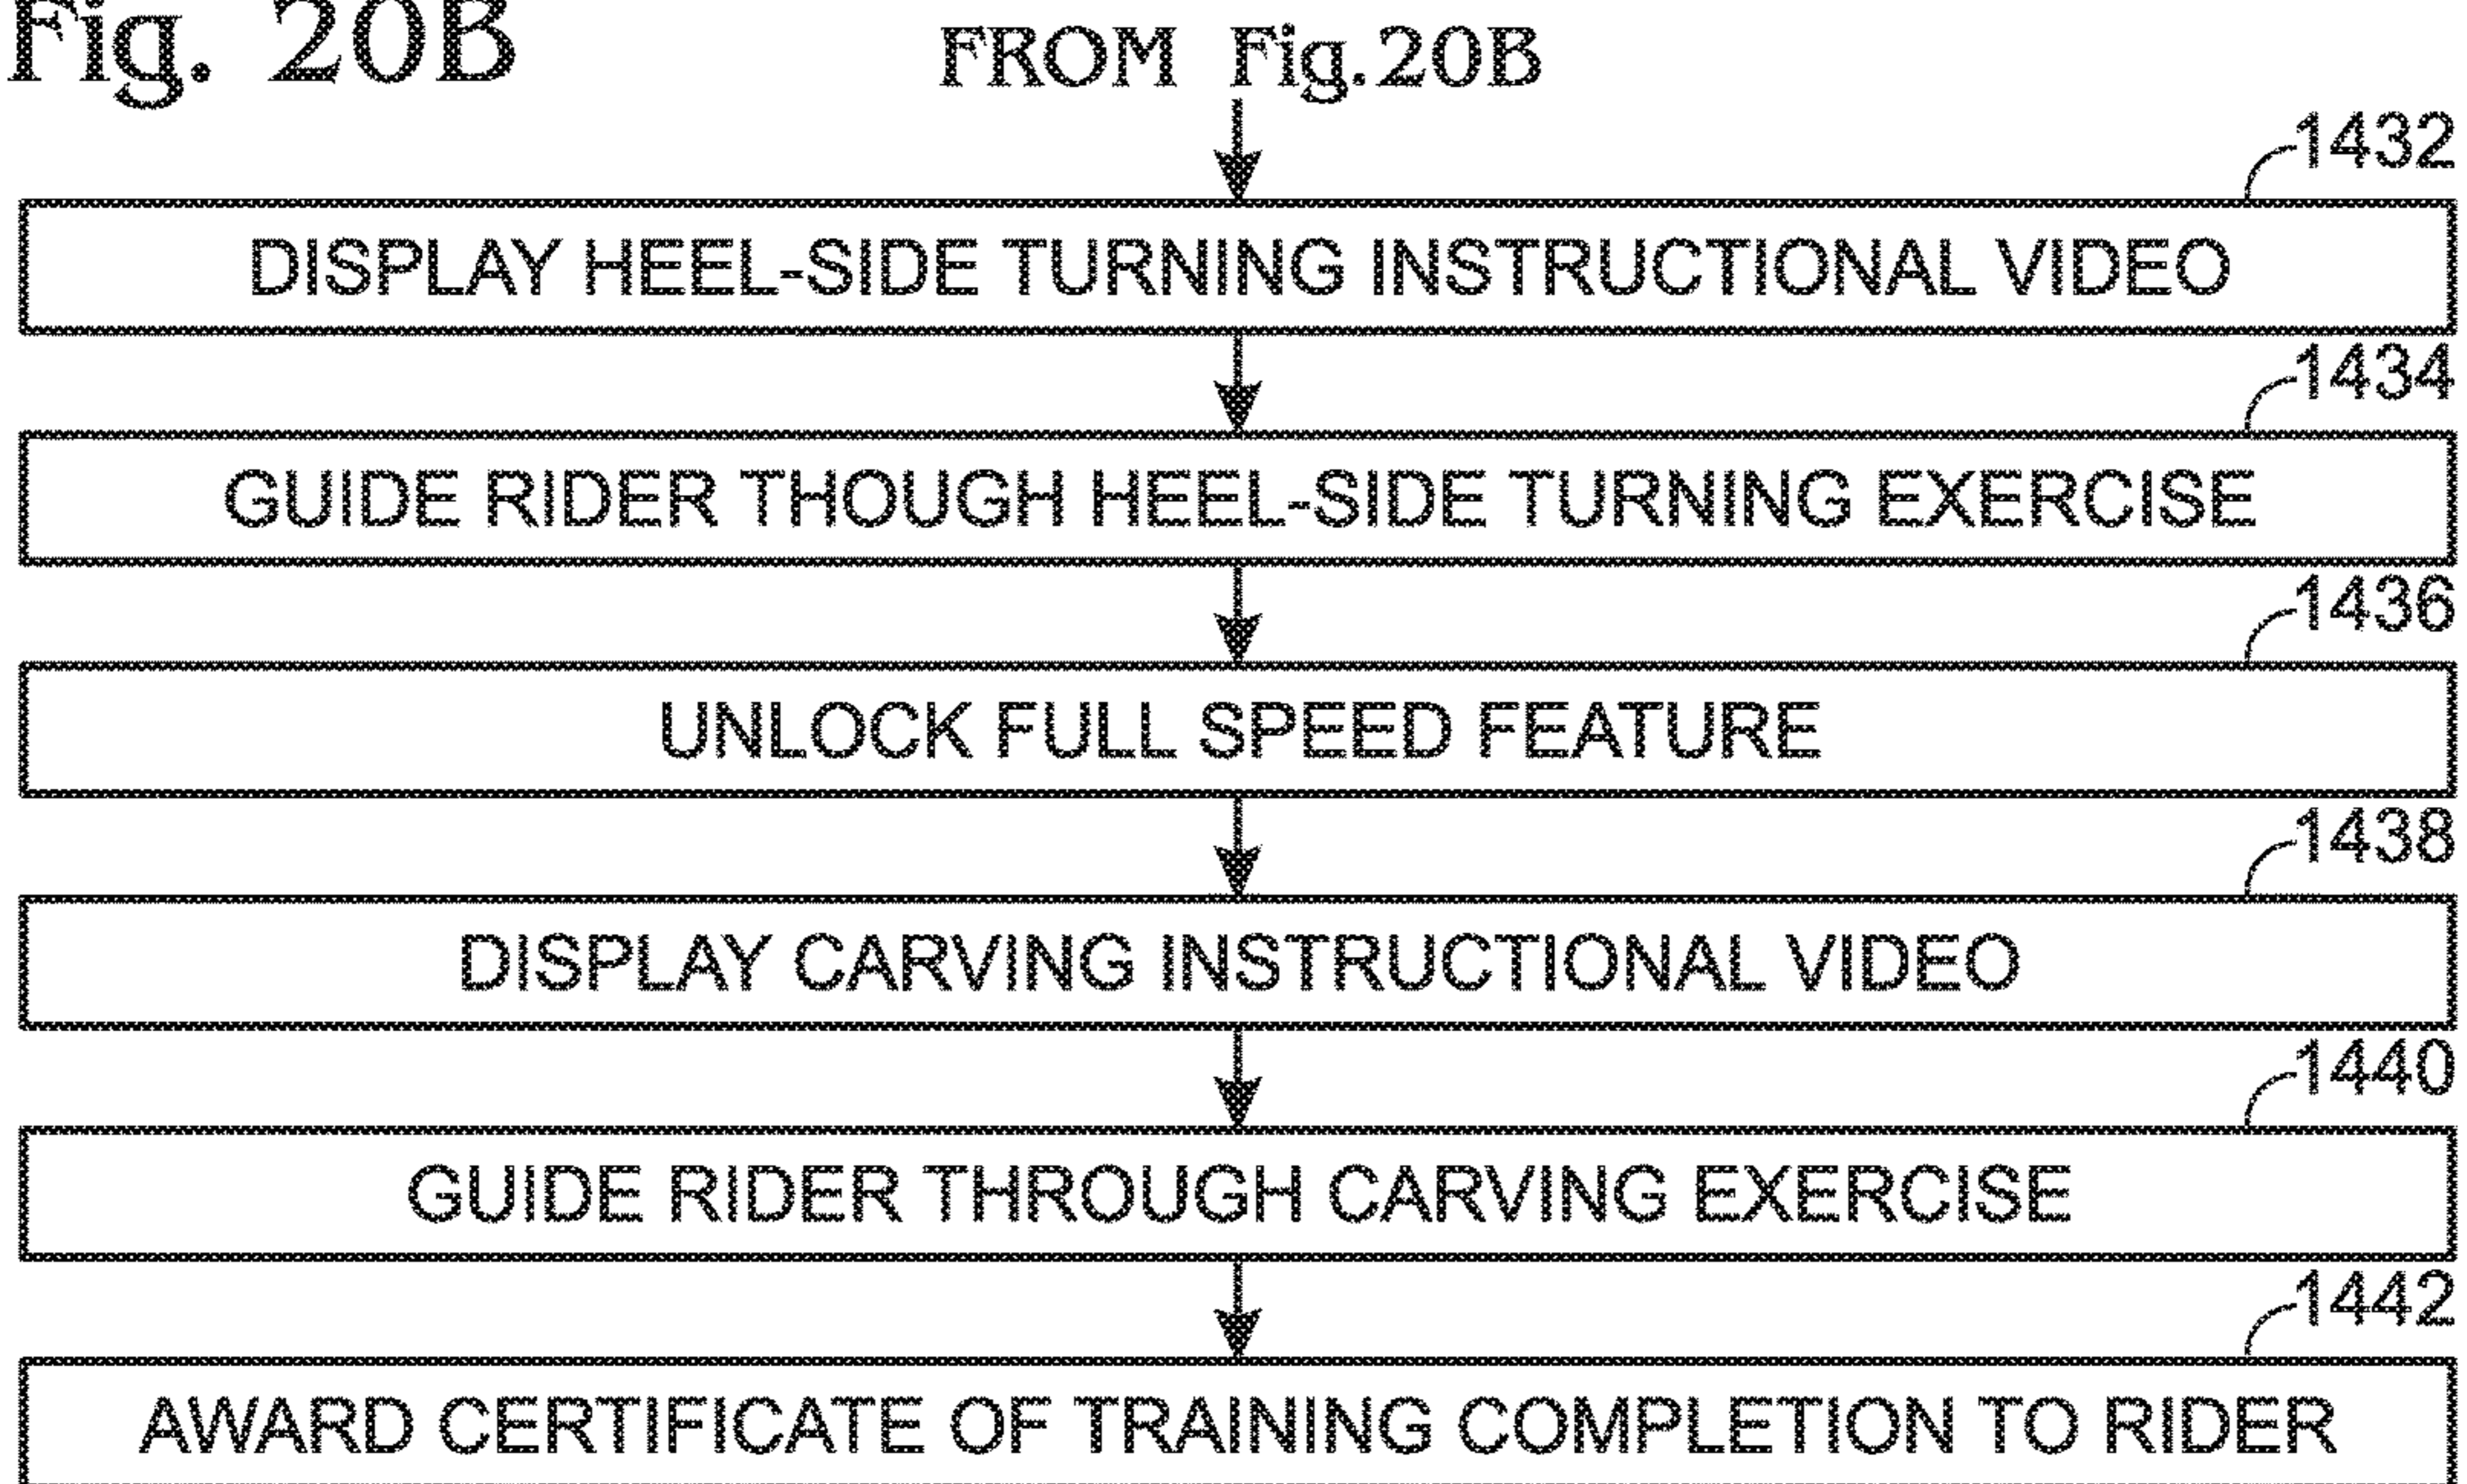 Fig. 20B
FROM Fig.20B
1432
DISPLAY HEEL-SIDE TURNING INSTRUCTIONAL VIDEO
1434
GUIDE RIDER THOUGH HEEL-SIDE TURNING EXERCISE
1436
UNLOCK FULL SPEED FEATURE
1438
DISPLAY CARVING INSTRUCTIONAL VIDEO
1440
GUIDE RIDER THROUGH CARVING EXERCISE
1442
AWARD CERTIFICATE OF TRAINING COMPLETION TO RIDER